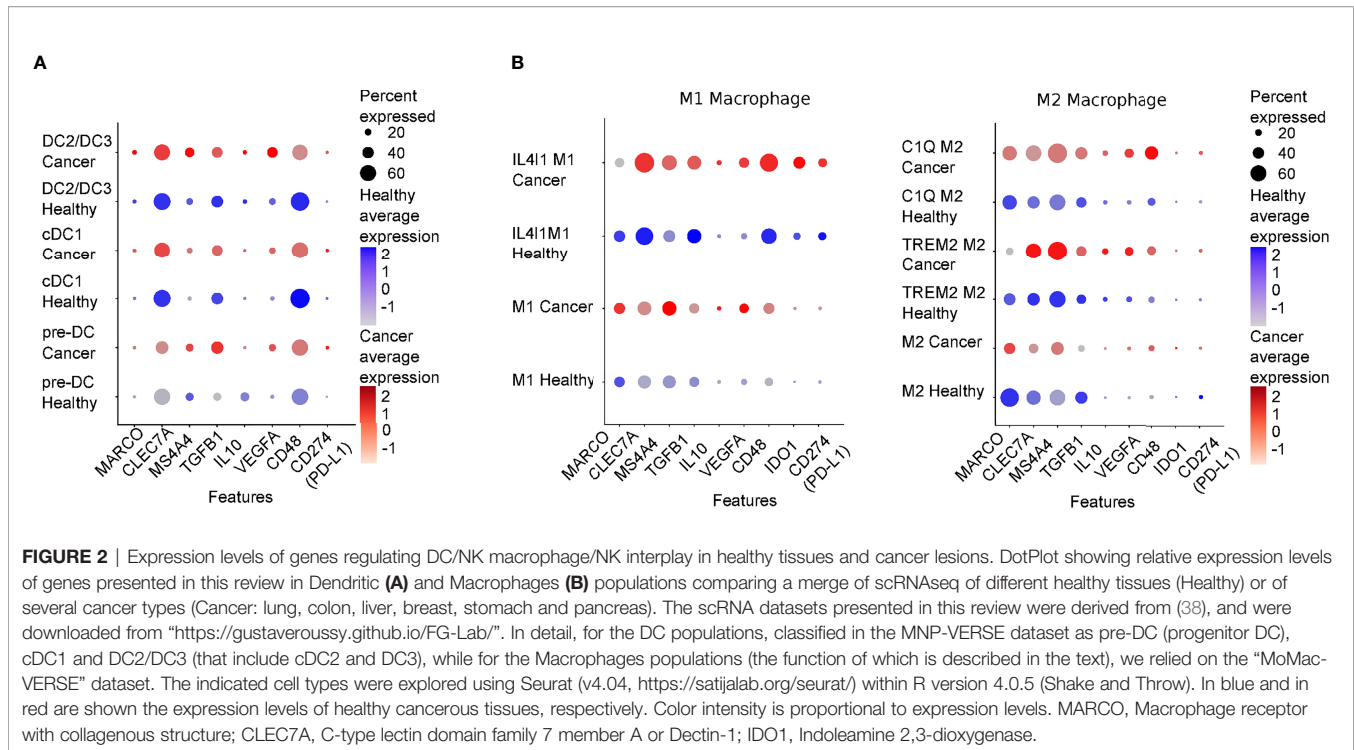 A
DC2/DC3
Cancer
DC2/DC3
Healthy
cDC1
Cancer
cDC1
Healthy
pre-DC
Cancer
pre-DC
Healthy
MARCO
CLEC7A
MS4A4
TGFB1
IL10
VEGFA
CD48
CD274
(PD-L1)
Features
Percent
expressed
20
40
60
Healthy
average
expression
2
1
0
-1
Cancer
average
expression
2
1
0
-1
B
M1 Macrophage
IL4I1 M1
Cancer
IL4I1M1
Healthy
M1 Cancer
M1 Healthy
MARCO
CLEC7A
MS4A4
TGFB1
IL10
VEGFA
CD48
IDO1
CD274
(PD-L1)
Features
M2 Macrophage
C1Q M2
Cancer
C1Q M2
Healthy
TREM2 M2
Cancer
TREM2 M2
Healthy
M2 Cancer
M2 Healthy
MARCO
CLEC7A
MS4A4
TGFB1
IL10
VEGFA
CD48
IDO1
CD274
(PD-L1)
Features
Percent
expressed
20
40
60
Healthy
average
expression
2
1
0
-1
Cancer
average
expression
2
1
0
-1
FIGURE 2 | Expression levels of genes regulating DC/NK macrophage/NK interplay in healthy tissues and cancer lesions. DotPlot showing relative expression levels
of genes presented in this review in Dendritic (A) and Macrophages (B) populations comparing a merge of scRNAseq of different healthy tissues (Healthy) or of
several cancer types (Cancer: lung, colon, liver, breast, stomach and pancreas). The scRNA datasets presented in this review were derived from (38), and were
downloaded from “https://gustaveroussy.github.io/FG-Lab/”. In detail, for the DC populations, classified in the MNP-VERSE dataset as pre-DC (progenitor DC),
cDC1 and DC2/DC3 (that include cDC2 and DC3), while for the Macrophages populations (the function of which is described in the text), we relied on the “MoMac-
VERSE” dataset. The indicated cell types were explored using Seurat (v4.04, https://satijalab.org/seurat/) within R version 4.0.5 (Shake and Throw). In blue and in
red are shown the expression levels of healthy cancerous tissues, respectively. Color intensity is proportional to expression levels. MARCO, Macrophage receptor
with collagenous structure; CLEC7A, C-type lectin domain family 7 member A or Dectin-1; IDO1, Indoleamine 2,3-dioxygenase.